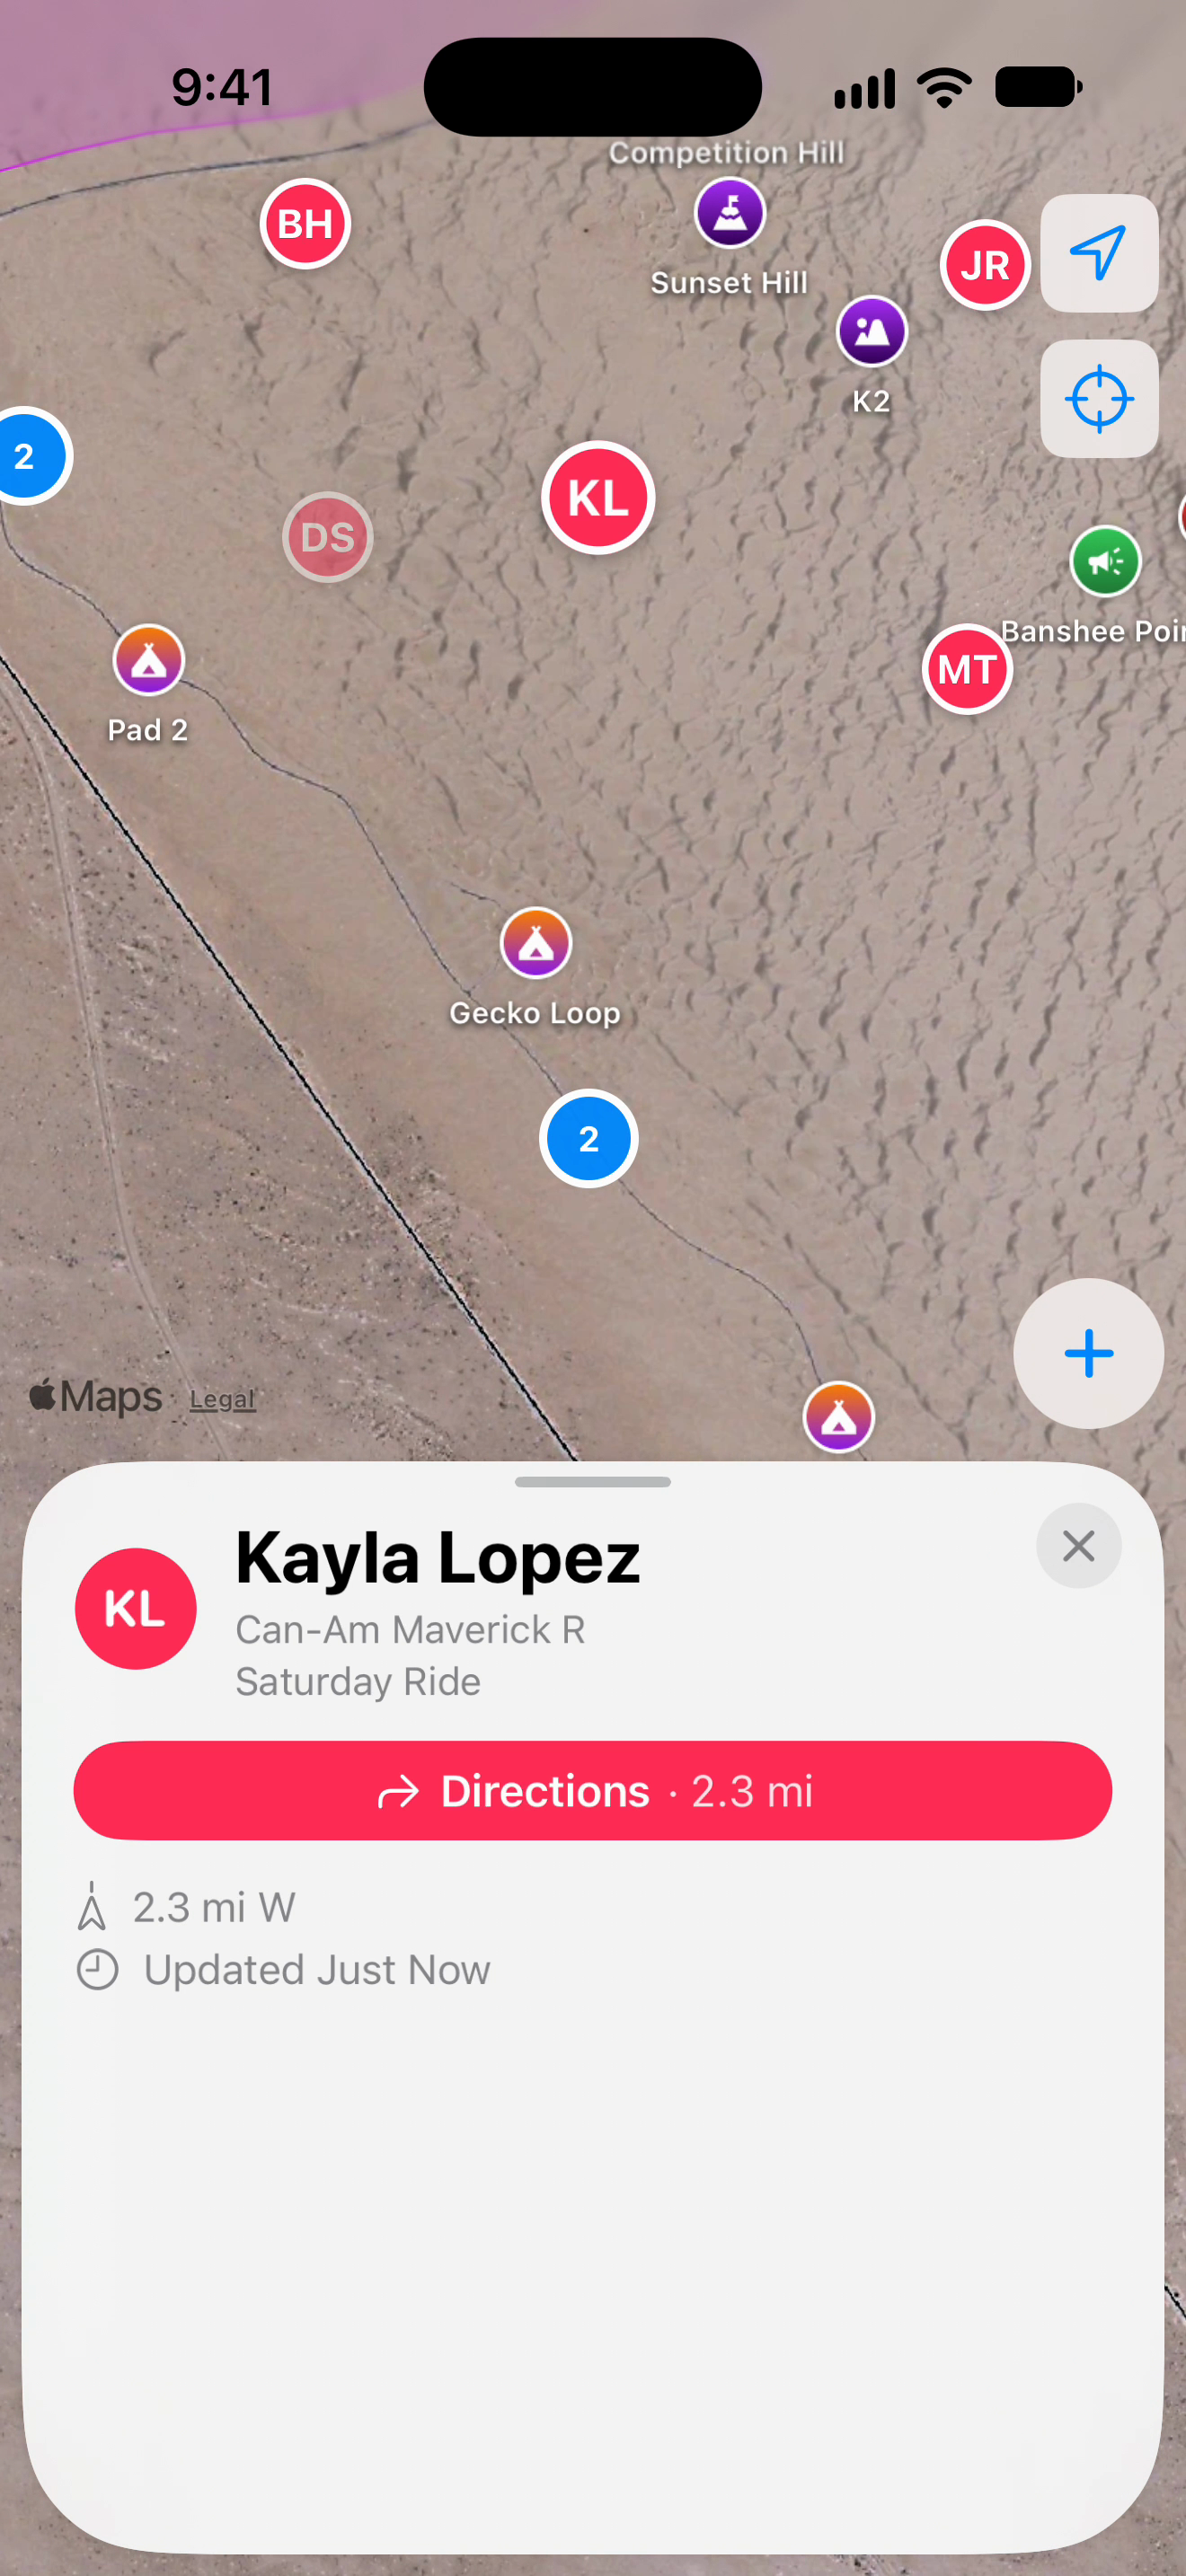 9:41
Competition Hill
BH
Sunset Hill
JR
K2
2
KL
DS
Banshee
MT
Pad 2
Gecko Loop
2
Maps
Legal
KL
Kayla Lopez
Can-Am Maverick R
Saturday Ride
Directions · 2.3 mi
2.3 mi W
Updated Just Now